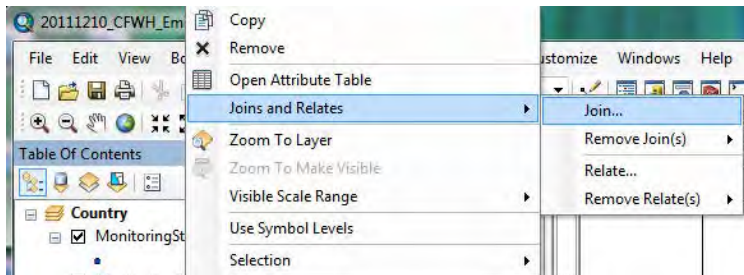 20111210_CFWH_Em
File Edit View Bo
Table Of Contents
Country
MonitoringSt
Copy
Remove
Open Attribute Table
Joins and Relates
Zoom To Layer
Zoom To Make Visible
Visible Scale Range
Use Symbol Levels
Selection
ustomize Windows Help
Join...
Remove Join(s)
Relate...
Remove Relate(s)